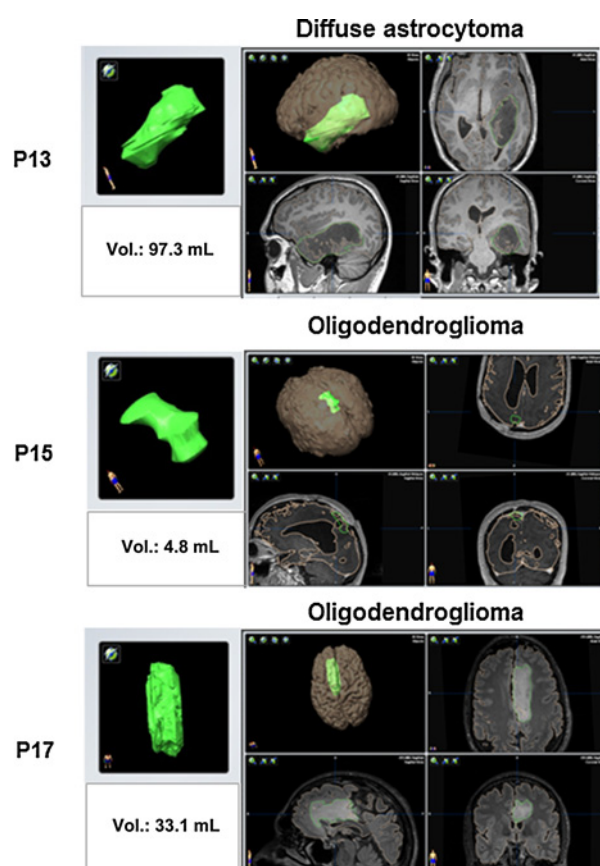 Diffuse astrocytoma
P13
Vol.: 97.3 mL
Oligodendroglioma
P15
Vol.: 4.8 mL
Oligodendroglioma
P17
Vol.: 33.1 mL